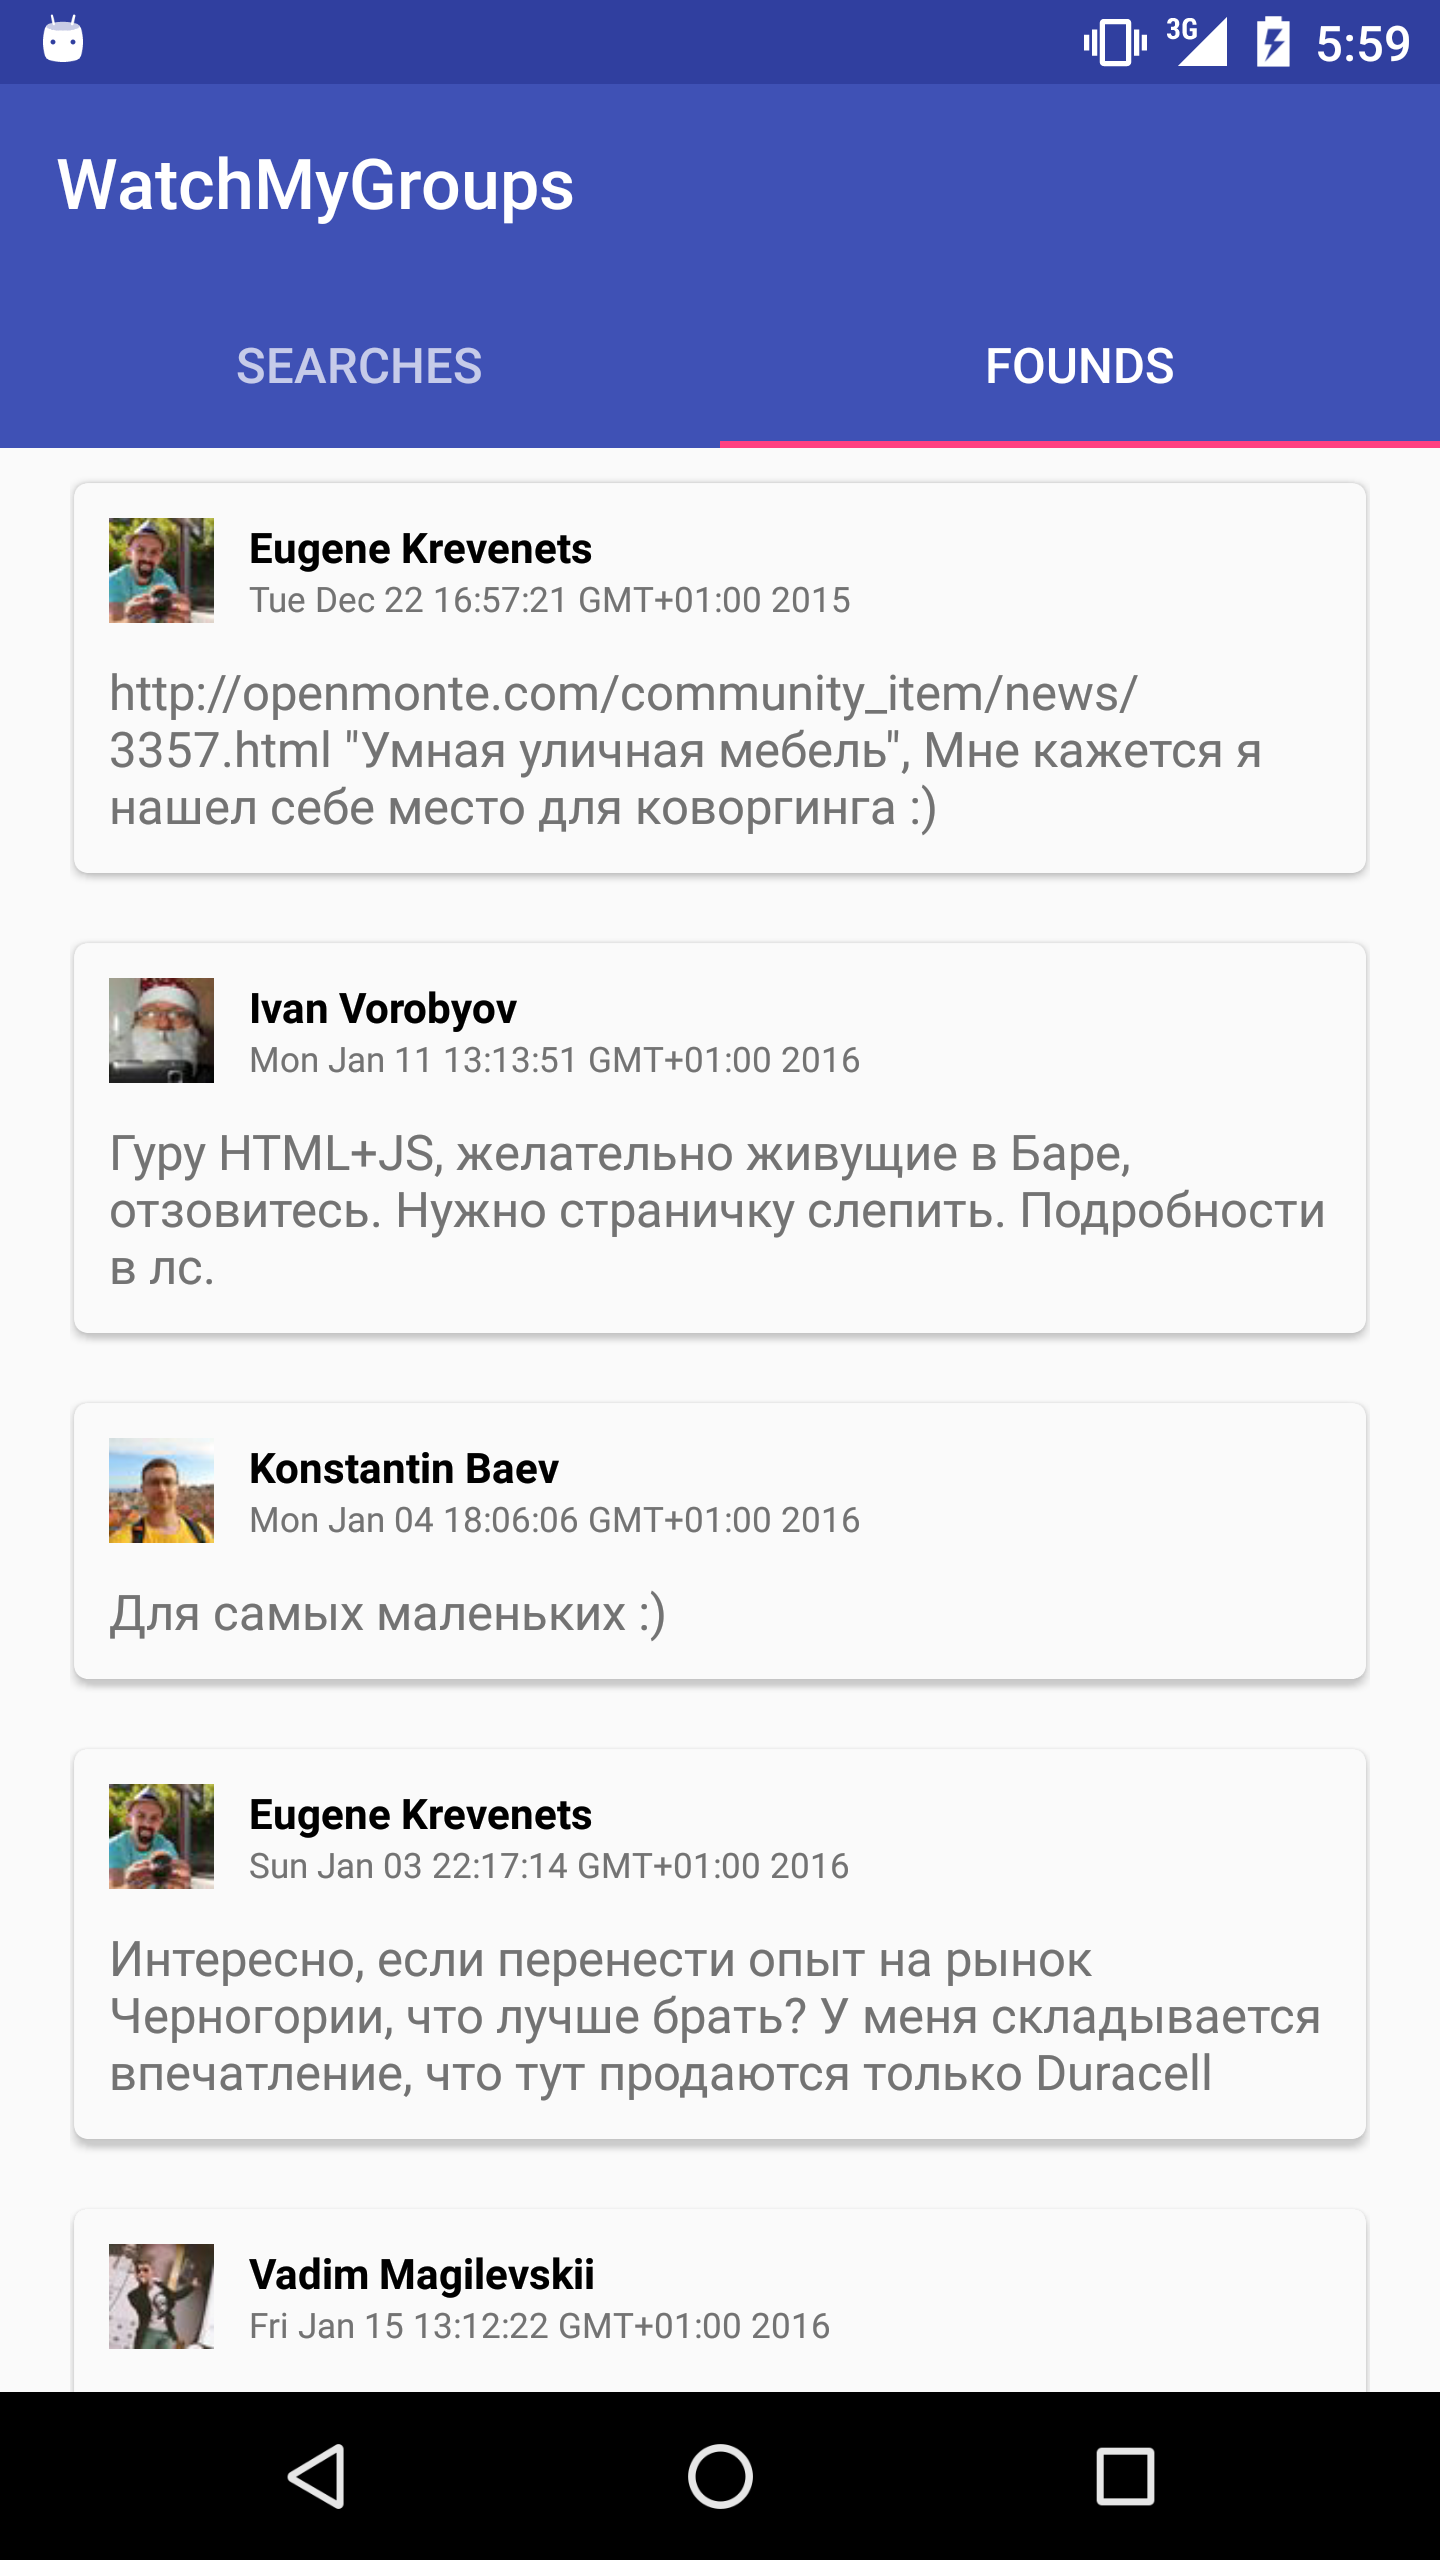 3G 5:59
WatchMyGroups
SEARCHES FOUNDS
Eugene Krevenets
Tue Dec 22 16:57:21 GMT+01:00 2015
http://openmonte.com/community_item/news/
3357.html "Умная уличная мебель", Мне кажется я
нашел себе место для коворгинга :)
Ivan Vorobyov
Mon Jan 11 13:13:51 GMT+01:00 2016
Гуру HTML+JS, желательно живущие в Баре,
отзовитесь. Нужно страничку слепить. Подробности
в лс.
Konstantin Baev
Mon Jan 04 18:06:06 GMT+01:00 2016
Для самых маленьких :)
Eugene Krevenets
Sun Jan 03 22:17:14 GMT+01:00 2016
Интересно, если перенести опыт на рынок
Черногории, что лучше брать? У меня складывается
впечатление, что тут продаются только Duracell
Vadim Magilevskii
Fri Jan 15 13:12:22 GMT+01:00 2016